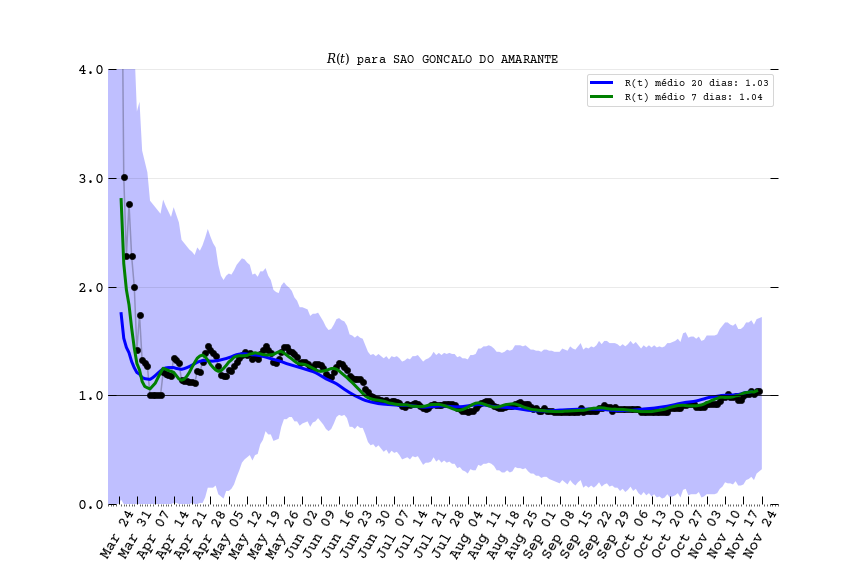 R(t) para SAO GONCALO DO AMARANTE
R(t) médio 20 dias: 1.03
R(t) médio 7 dias: 1.04
4.0
3.0
2.0
1.0
0.0
Mar 24
Mar 31
Apr 07
Apr 14
Apr 21
Apr 28
May 05
May 12
May 19
May 26
Jun 02
Jun 09
Jun 16
Jun 23
Jun 30
Jul 07
Jul 14
Jul 21
Jul 28
Aug 04
Aug 11
Aug 18
Aug 25
Sep 01
Sep 08
Sep 15
Sep 22
Sep 29
Oct 06
Oct 13
Oct 20
Oct 27
Nov 03
Nov 10
Nov 17
Nov 24